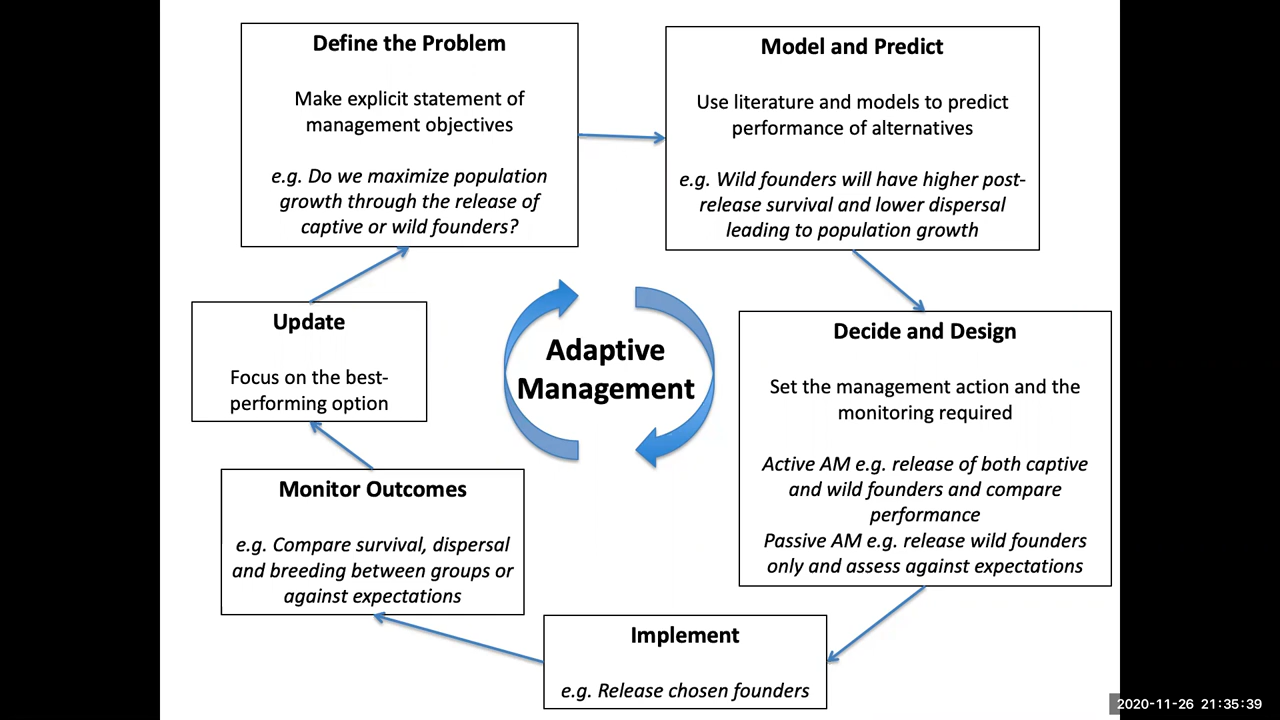 Define the Problem
Make explicit statement of
management objectives
e.g. Do we maximize population
growth through the release of
captive or wild founders?
Model and Predict
Use literature and models to predict
performance of alternatives
e.g. Wild founders will have higher post-
release survival and lower dispersal
leading to population growth
Decide and Design
Set the management action and the
monitoring required
Active AM e.g. release of both captive
and wild founders and compare
performance
Passive AM e.g. release wild founders
only and assess against expectations
Implement
e.g. Release chosen founders
Monitor Outcomes
e.g. Compare survival, dispersal
and breeding between groups or
against expectations
Update
Focus on the best-
performing option
Adaptive
Management
2020-11-26 21:35:39